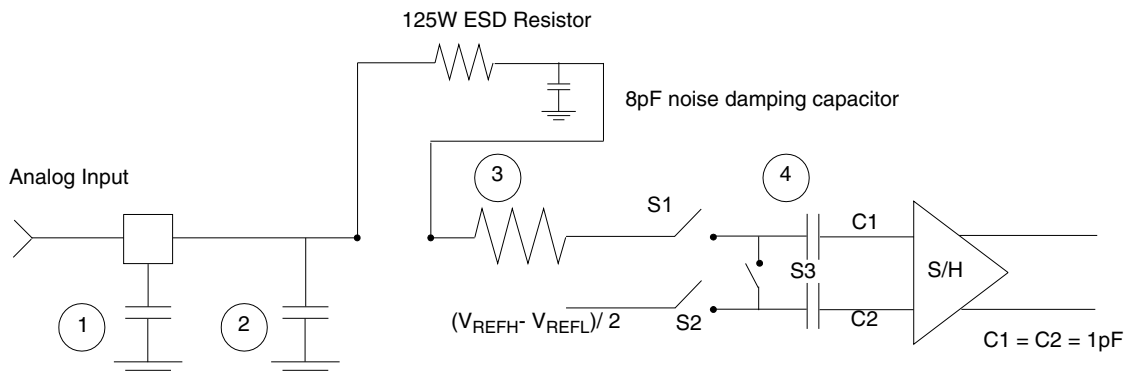 125W ESD Resistor
8pF noise damping capacitor
Analog Input
3
4
S1
C1
S/H
S3
1
2
(VREFH- VREFL)/ 2
S2
C2
C1 = C2 = 1pF